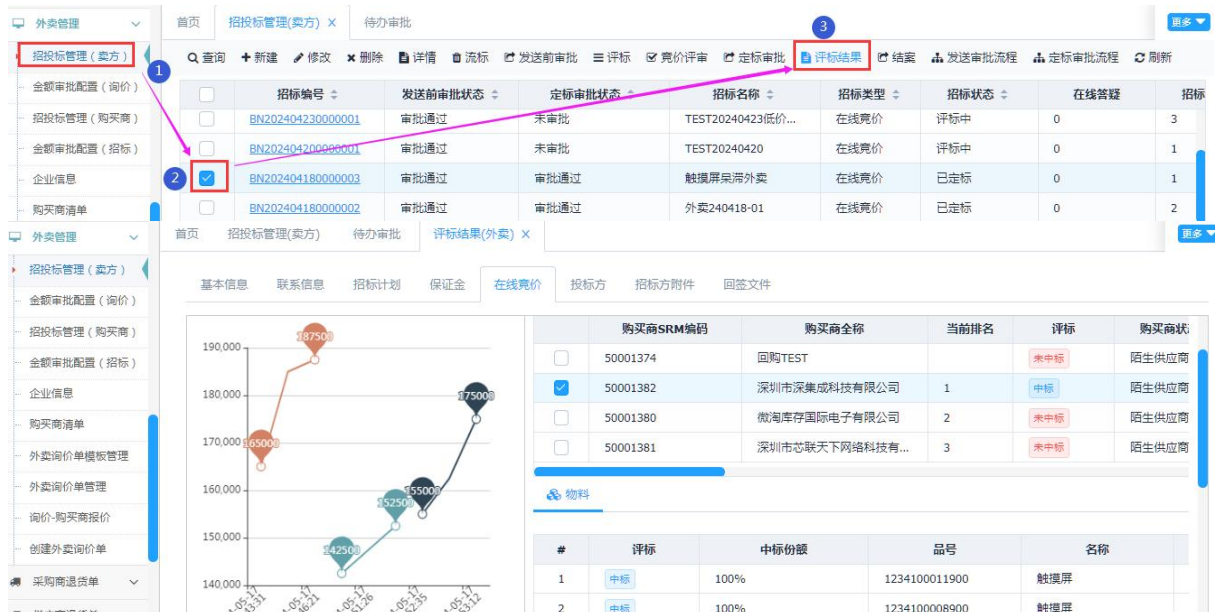 外卖管理
首页 招投标管理(卖方) × 待办审批
3
更多
招投标管理（卖方）
查询 新建 修改 删除 详情 流标 发送前审批 评标 竞价评审 定标审批 评标结果 结案 发送审批流程 定标审批流程 刷新
1
金额审批配置（询价）
招标编号 发送前审批状态 定标审批状态 招标名称 招标类型 招标状态 在线答疑 招标
招投标管理（购买商）
BN202404230000001 审批通过 未审批 TEST20240423低价... 在线竞价 评标中 0 3
金额审批配置（招标）
BN202404200000001 审批通过 未审批 TEST20240420 在线竞价 评标中 0 1
企业信息
2
BN202404180000003 审批通过 审批通过 触摸屏呆滞外卖 在线竞价 已定标 0 1
购买商清单
BN202404180000002 审批通过 审批通过 外卖240418-01 在线竞价 已定标 0 2
外卖管理
首页 招投标管理(卖方) 待办审批 评标结果(外卖) ×
更多
招投标管理（卖方）
金额审批配置（询价）
招投标管理（购买商）
金额审批配置（招标）
企业信息
购买商清单
外卖询价单模板管理
外卖询价单管理
询价-购买商报价
创建外卖询价单
采购商退货单
基本信息 联系信息 招标计划 保证金 在线竞价 投标方 招标方附件 回签文件
190,000
180,000
170,000
160,000
150,000
140,000
187500
175000
165000
155000
152500
142500
购买商SRM编码 购买商全称 当前排名 评标 购买商状
50001374 回购TEST 未中标 陌生供应商
50001382 深圳市深集成科技有限公司 1 中标 陌生供应商
50001380 微淘库存国际电子有限公司 2 未中标 陌生供应商
50001381 深圳市芯联天下网络科技有... 3 未中标 陌生供应商
物料
# 评标 中标份额 品号 名称
1 中标 100% 1234100011900 触摸屏
2 中标 100% 1234100008900 触摸屏